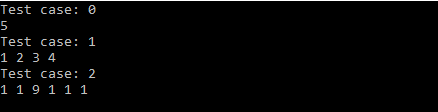 Test case: 0
5
Test case: 1
1 2 3 4
Test case: 2
1 1 9 1 1 1